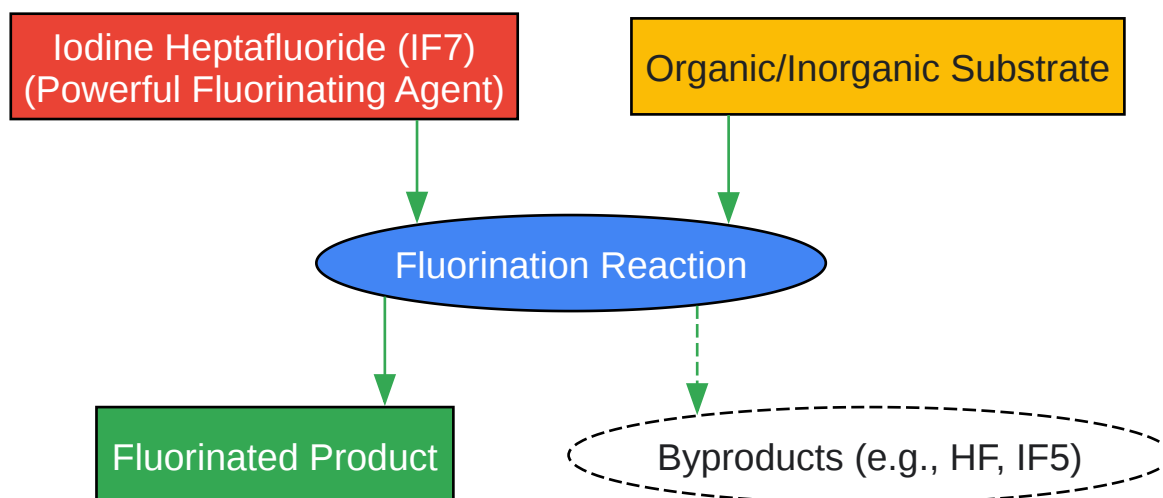 Iodine Heptafluoride (IF7)
(Powerful Fluorinating Agent)
Organic/Inorganic Substrate
Fluorination Reaction
Fluorinated Product
Byproducts (e.g., HF, IF5)